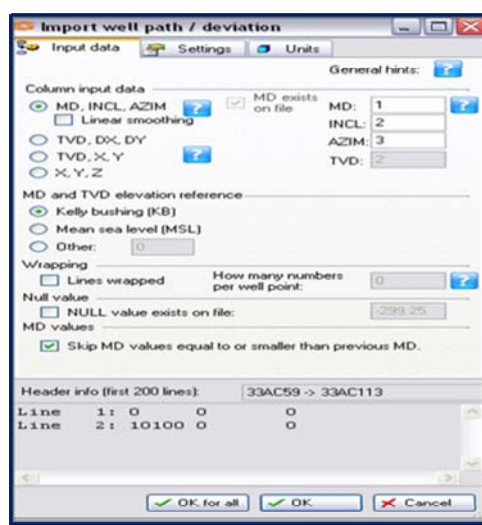 Import well path / deviation
Input data Settings Units
General hints: ?
Column input data
MD, INCL, AZIM ? MD exists on file MD: 1 ?
Linear smoothing INCL: 2
TVD, DX, DY AZIM: 3
TVD, X, Y ? TVD: 2
X, Y, Z
MD and TVD elevation reference
Kelly bushing (KB)
Mean sea level (MSL)
Other: 0
Wrapping
Lines wrapped How many numbers per well point: 0 ?
Null value
NULL value exists on file: -299.25
MD values
Skip MD values equal to or smaller than previous MD.
Header info (first 200 lines): 33AC59 -> 33AC113
Line 1: 0 0 0
Line 2: 10100 0 0
OK for all OK Cancel